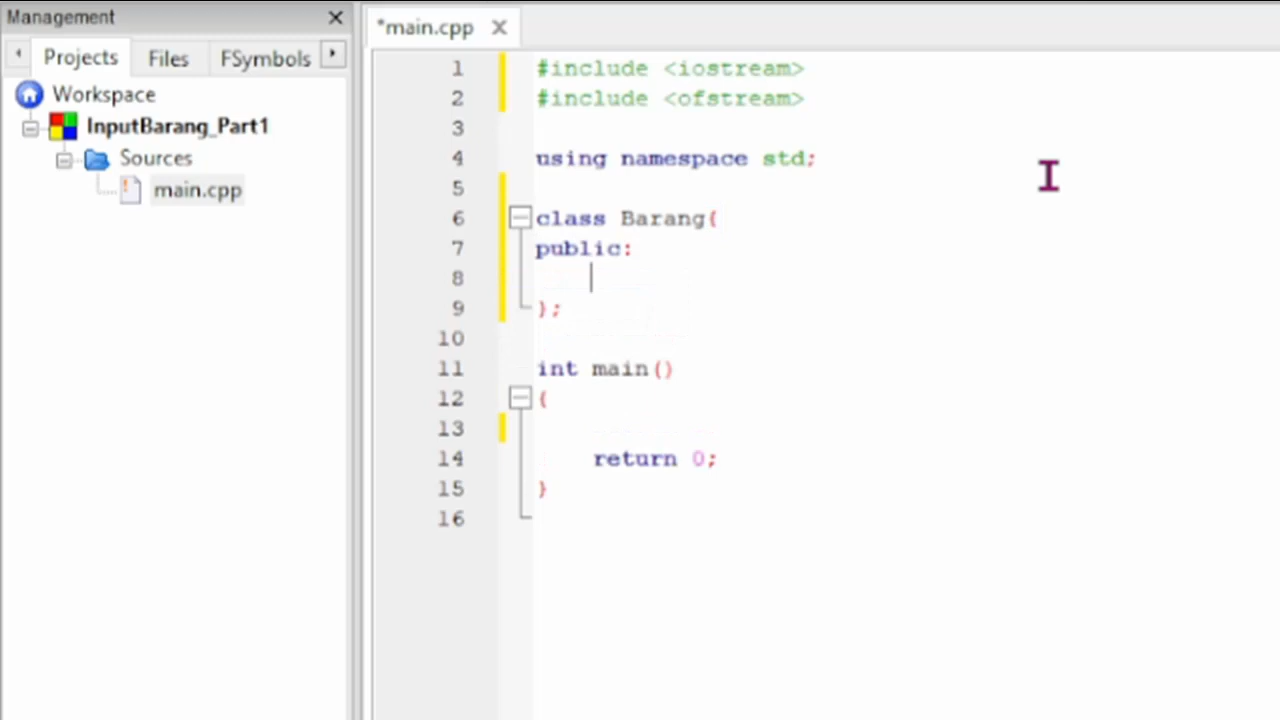 Management
*main.cpp
Projects
Files
FSymbols
Workspace
InputBarang_Part1
Sources
main.cpp
1 #include <iostream>
2 #include <ofstream>
3
4 using namespace std;
5
6 class Barang{
7 public:
8
9 };
10
11 int main()
12 {
13
14 return 0;
15 }
16